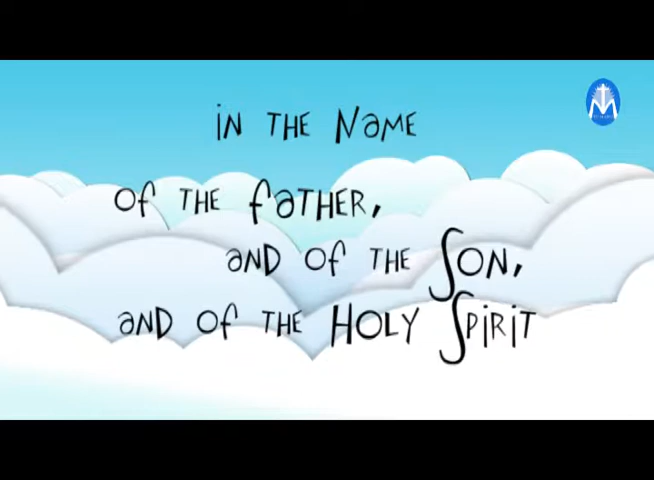 in THE NamE
of THE faTHER,
aND of THE SON,
aND of THE HOLY SpiRiT